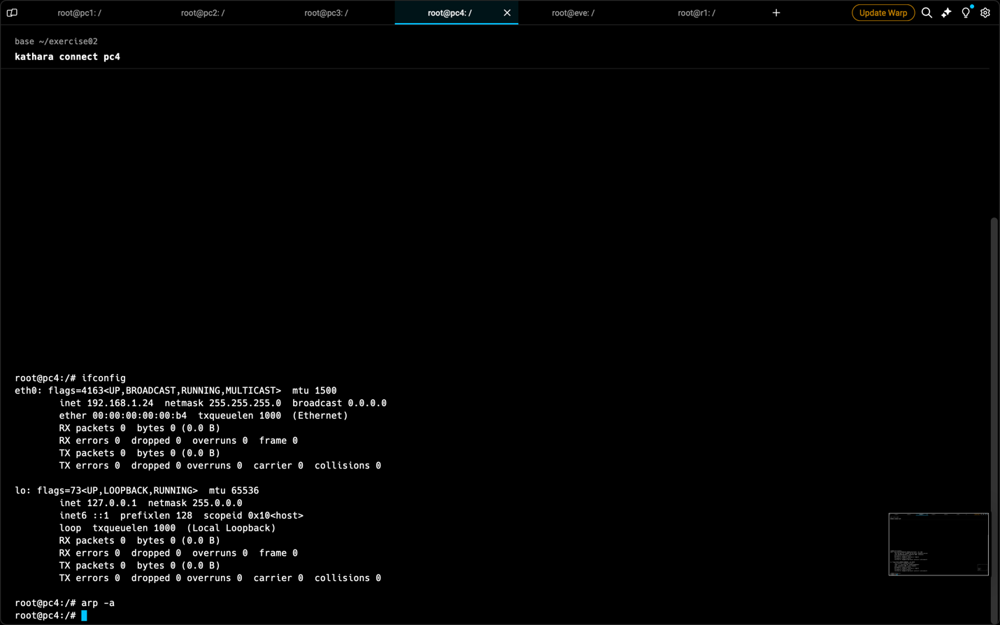 root@pc1: /
root@pc2: /
root@pc3: /
root@pc4: /
root@eve: /
root@r1: /
Update Warp
base ~/exercise02
kathara connect pc4
root@pc4:/# ifconfig
eth0: flags=4163<UP,BROADCAST,RUNNING,MULTICAST>  mtu 1500
        inet 192.168.1.24  netmask 255.255.255.0  broadcast 0.0.0.0
        ether 00:00:00:00:00:b4  txqueuelen 1000  (Ethernet)
        RX packets 0  bytes 0 (0.0 B)
        RX errors 0  dropped 0  overruns 0  frame 0
        TX packets 0  bytes 0 (0.0 B)
        TX errors 0  dropped 0 overruns 0  carrier 0  collisions 0
lo: flags=73<UP,LOOPBACK,RUNNING>  mtu 65536
        inet 127.0.0.1  netmask 255.0.0.0
        inet6 ::1  prefixlen 128  scopeid 0x10<host>
        loop  txqueuelen 1000  (Local Loopback)
        RX packets 0  bytes 0 (0.0 B)
        RX errors 0  dropped 0  overruns 0  frame 0
        TX packets 0  bytes 0 (0.0 B)
        TX errors 0  dropped 0 overruns 0  carrier 0  collisions 0
root@pc4:/# arp -a
root@pc4:/#